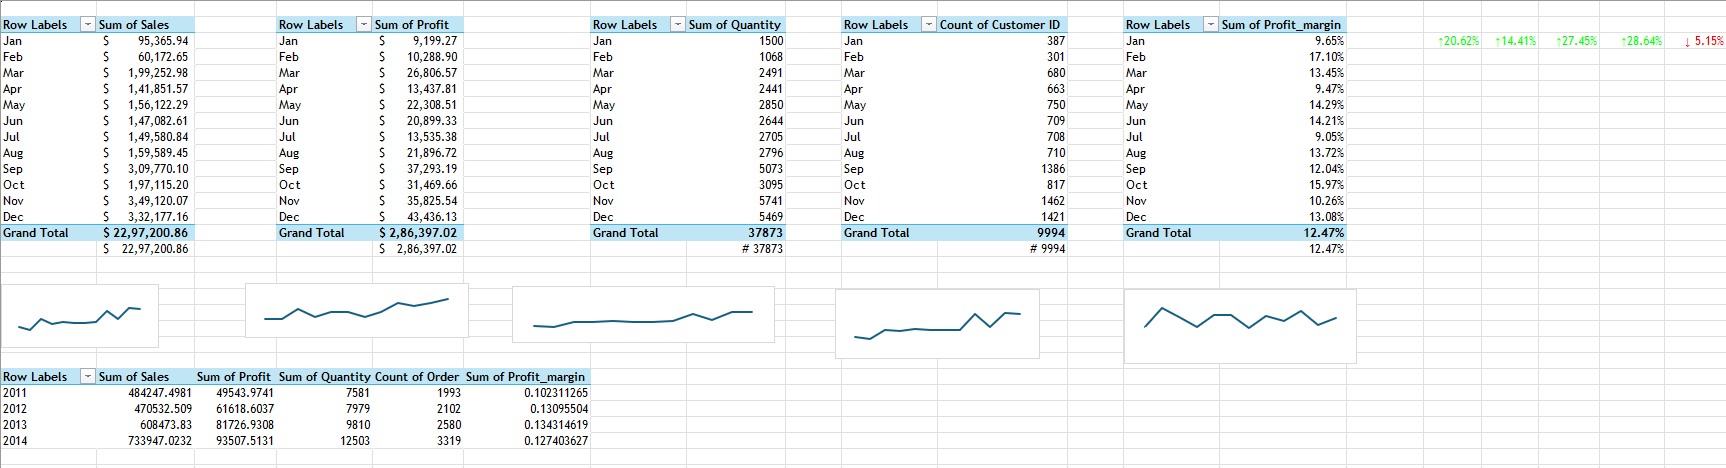 Row Labels Sum of Sales Row Labels Sum of Profit Row Labels Sum of Quantity Row Labels Count of Customer ID Row Labels Sum of Profit_margin
Jan $ 95,365.94 Jan $ 9,199.27 Jan 1500 Jan 387 Jan 9.65% ↑20.62% ↑14.41% ↑27.45% ↑28.64% ↓ 5.15%
Feb $ 60,172.65 Feb $ 10,288.90 Feb 1068 Feb 301 Feb 17.10%
Mar $ 1,99,252.98 Mar $ 26,806.57 Mar 2491 Mar 680 Mar 13.45%
Apr $ 1,41,851.57 Apr $ 13,437.81 Apr 2441 Apr 663 Apr 9.47%
May $ 1,56,122.29 May $ 22,308.51 May 2850 May 750 May 14.29%
Jun $ 1,47,082.61 Jun $ 20,899.33 Jun 2644 Jun 709 Jun 14.21%
Jul $ 1,49,580.84 Jul $ 13,535.38 Jul 2705 Jul 708 Jul 9.05%
Aug $ 1,59,589.45 Aug $ 21,896.72 Aug 2796 Aug 710 Aug 13.72%
Sep $ 3,09,770.10 Sep $ 37,293.19 Sep 5073 Sep 1386 Sep 12.04%
Oct $ 1,97,115.20 Oct $ 31,469.66 Oct 3095 Oct 817 Oct 15.97%
Nov $ 3,49,120.07 Nov $ 35,825.54 Nov 5741 Nov 1462 Nov 10.26%
Dec $ 3,32,177.16 Dec $ 43,436.13 Dec 5469 Dec 1421 Dec 13.08%
Grand Total $ 22,97,200.86 Grand Total $ 2,86,397.02 Grand Total 37873 Grand Total 9994 Grand Total 12.47%
$ 22,97,200.86 $ 2,86,397.02 # 37873 # 9994 12.47%
Row Labels Sum of Sales Sum of Profit Sum of Quantity Count of Order Sum of Profit_margin
2011 484247.4981 49543.9741 7581 1993 0.102311265
2012 470532.509 61618.6037 7979 2102 0.13095504
2013 608473.83 81726.9308 9810 2580 0.134314619
2014 733947.0232 93507.5131 12503 3319 0.127403627